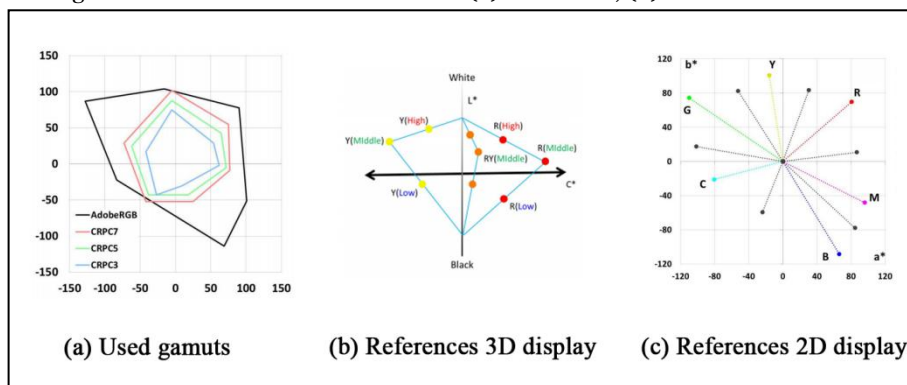 150
100
50
0
-50
-100
-150
AdobeRGB
CRPC7
CRPC5
CRPC3
-150 -100 -50 0 50 100 150
(a) Used gamuts
White
L*
Y(High)
R(High)
Y(MIddle)
RY(MIddle)
R(MIddle)
C*
Y(Low)
R(Low)
Black
(b) References 3D display
120
80
40
0
-40
-80
-120
b*
Y
R
G
C
M
B
a*
-120 -80 -40 0 40 80 120
(c) References 2D display